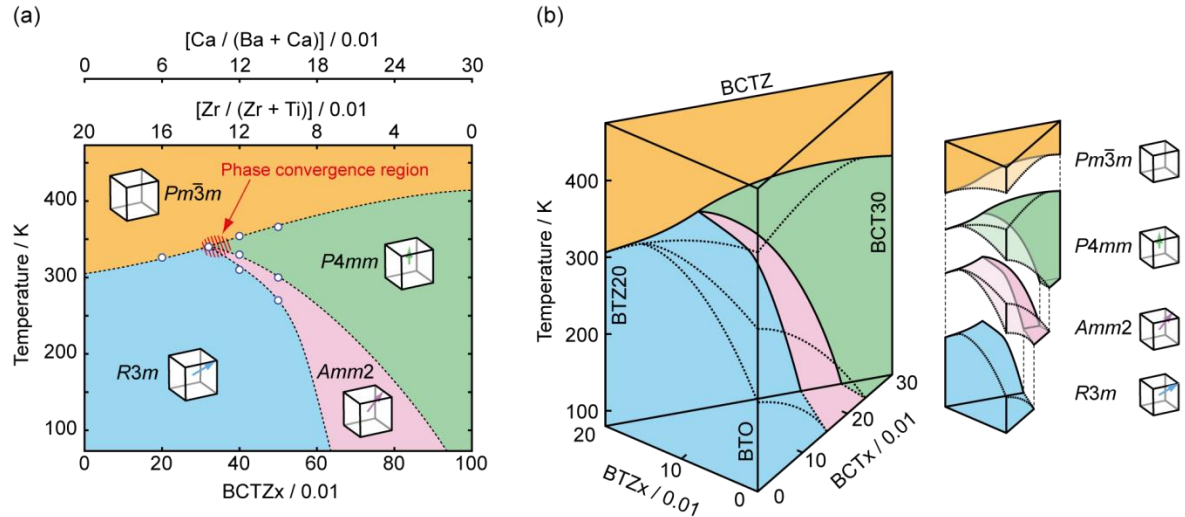 (a)
[Ca / (Ba + Ca)] / 0.01
0 6 12 18 24 30
[Zr / (Zr + Ti)] / 0.01
20 16 12 8 4 0
Phase convergence region
Pm3̅m
P4mm
R3m
Amm2
Temperature / K
400
300
200
100
0 20 40 60 80 100
BCTZx / 0.01
(b)
BCTZ
BTZ20
BCT30
BTO
Temperature / K
400
300
200
100
20
10
0
BTZx / 0.01
0
10
20
30
BCTx / 0.01
Pm3̅m
P4mm
Amm2
R3m